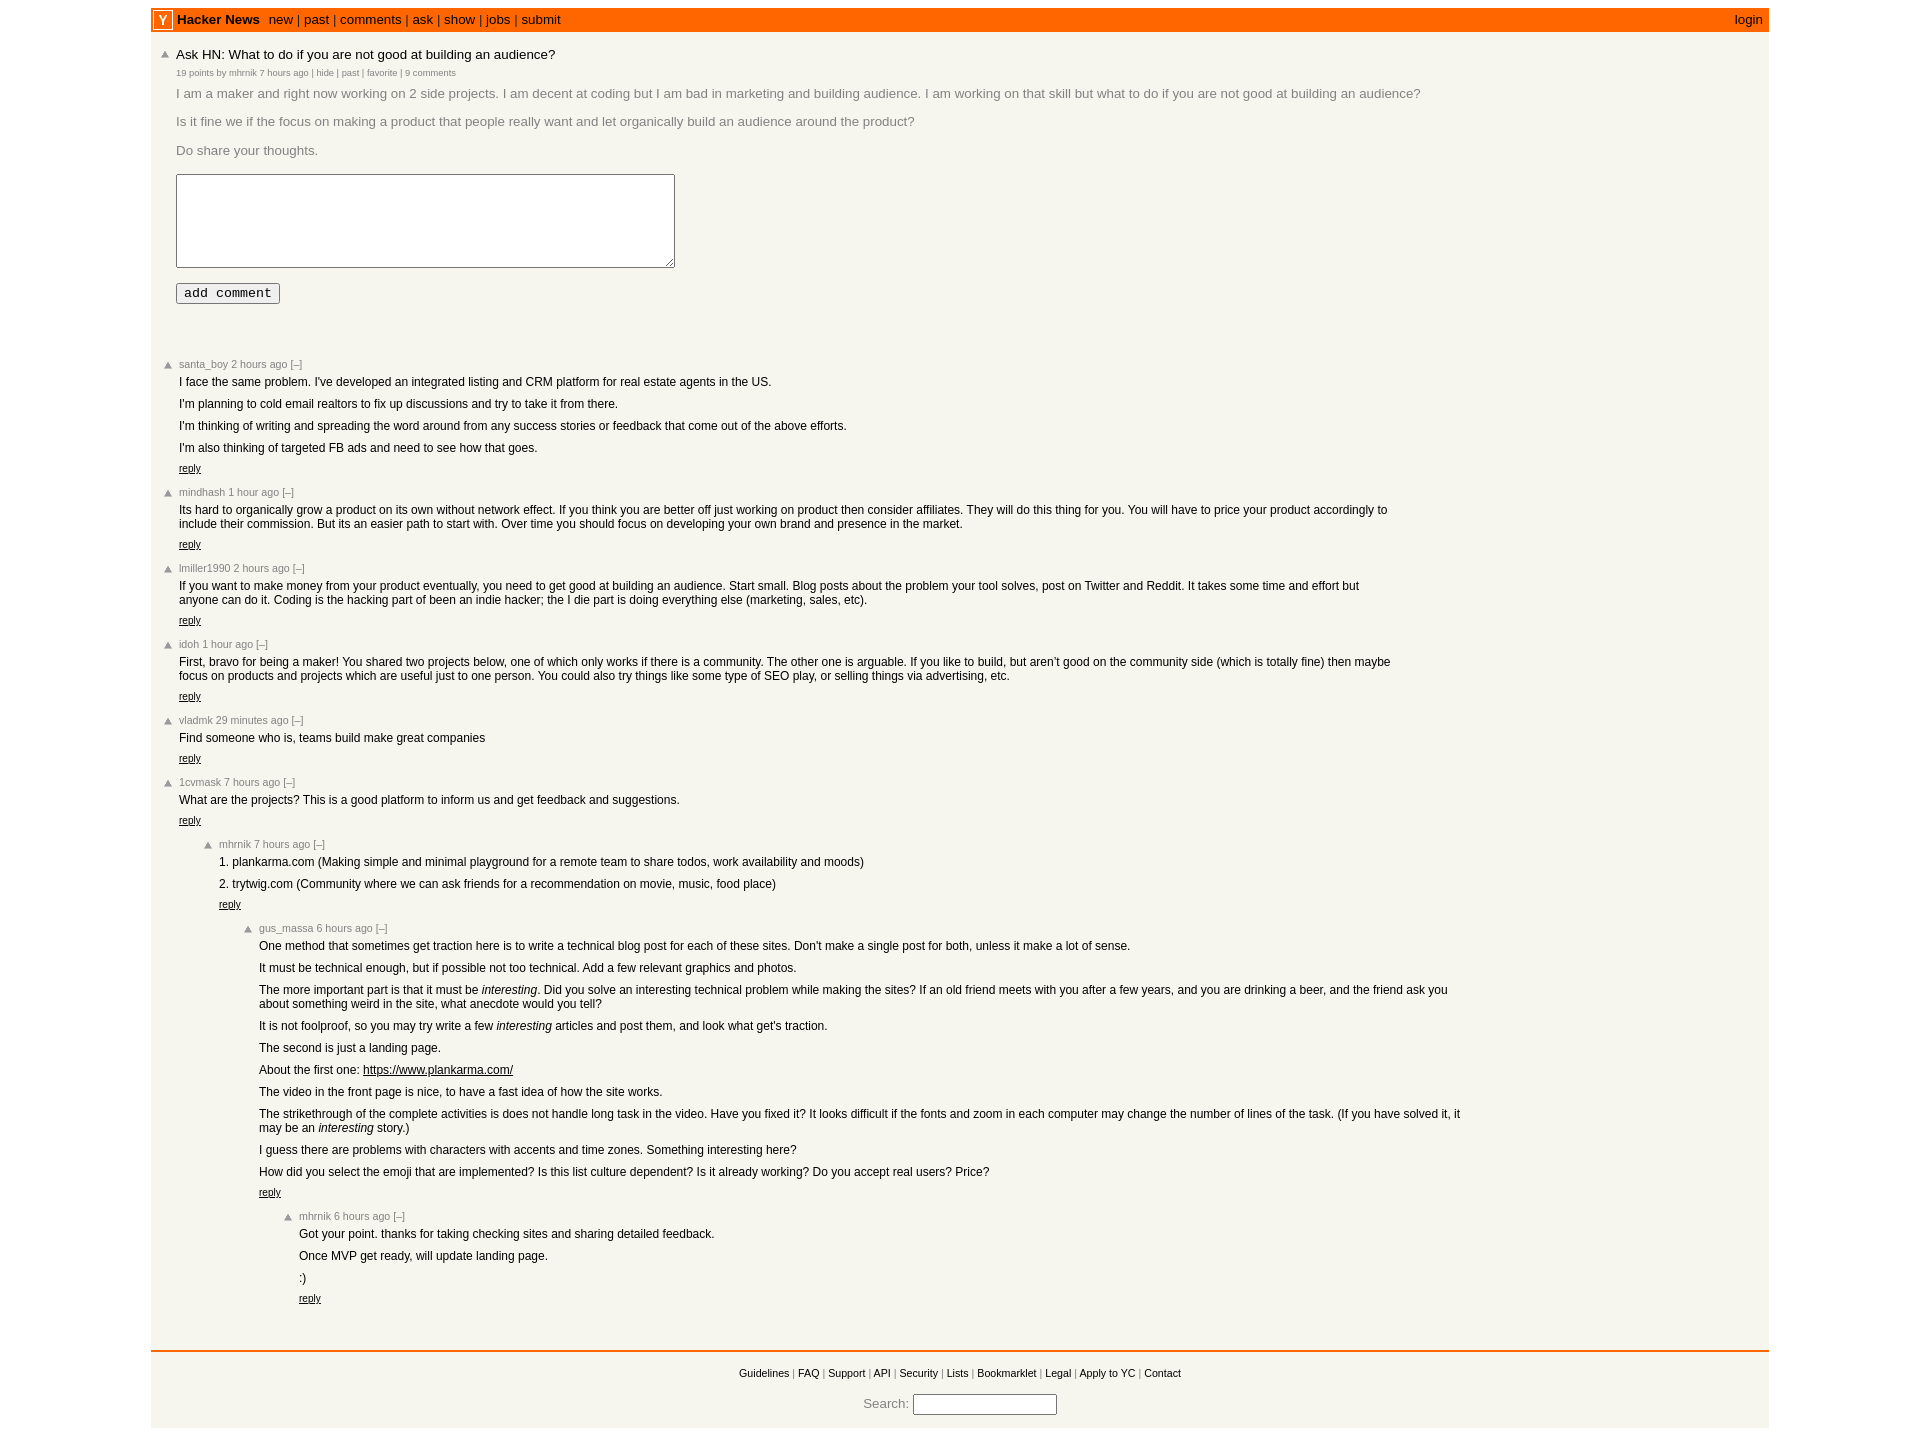 Y Hacker News new | past | comments | ask | show | jobs | submit login
Ask HN: What to do if you are not good at building an audience?
19 points by mhrnik 7 hours ago | hide | past | favorite | 9 comments
I am a maker and right now working on 2 side projects. I am decent at coding but I am bad in marketing and building audience. I am working on that skill but what to do if you are not good at building an audience?
Is it fine we if the focus on making a product that people really want and let organically build an audience around the product?
Do share your thoughts.
add comment
santa_boy 2 hours ago [–]
I face the same problem. I've developed an integrated listing and CRM platform for real estate agents in the US.
I'm planning to cold email realtors to fix up discussions and try to take it from there.
I'm thinking of writing and spreading the word around from any success stories or feedback that come out of the above efforts.
I'm also thinking of targeted FB ads and need to see how that goes.
reply
mindhash 1 hour ago [–]
Its hard to organically grow a product on its own without network effect. If you think you are better off just working on product then consider affiliates. They will do this thing for you. You will have to price your product accordingly to
include their commission. But its an easier path to start with. Over time you should focus on developing your own brand and presence in the market.
reply
lmiller1990 2 hours ago [–]
If you want to make money from your product eventually, you need to get good at building an audience. Start small. Blog posts about the problem your tool solves, post on Twitter and Reddit. It takes some time and effort but
anyone can do it. Coding is the hacking part of been an indie hacker; the I die part is doing everything else (marketing, sales, etc).
reply
idoh 1 hour ago [–]
First, bravo for being a maker! You shared two projects below, one of which only works if there is a community. The other one is arguable. If you like to build, but aren’t good on the community side (which is totally fine) then maybe
focus on products and projects which are useful just to one person. You could also try things like some type of SEO play, or selling things via advertising, etc.
reply
vladmk 29 minutes ago [–]
Find someone who is, teams build make great companies
reply
1cvmask 7 hours ago [–]
What are the projects? This is a good platform to inform us and get feedback and suggestions.
reply
mhrnik 7 hours ago [–]
1. plankarma.com (Making simple and minimal playground for a remote team to share todos, work availability and moods)
2. trytwig.com (Community where we can ask friends for a recommendation on movie, music, food place)
reply
gus_massa 6 hours ago [–]
One method that sometimes get traction here is to write a technical blog post for each of these sites. Don't make a single post for both, unless it make a lot of sense.
It must be technical enough, but if possible not too technical. Add a few relevant graphics and photos.
The more important part is that it must be interesting. Did you solve an interesting technical problem while making the sites? If an old friend meets with you after a few years, and you are drinking a beer, and the friend ask you
about something weird in the site, what anecdote would you tell?
It is not foolproof, so you may try write a few interesting articles and post them, and look what get's traction.
The second is just a landing page.
About the first one: https://www.plankarma.com/
The video in the front page is nice, to have a fast idea of how the site works.
The strikethrough of the complete activities is does not handle long task in the video. Have you fixed it? It looks difficult if the fonts and zoom in each computer may change the number of lines of the task. (If you have solved it, it
may be an interesting story.)
I guess there are problems with characters with accents and time zones. Something interesting here?
How did you select the emoji that are implemented? Is this list culture dependent? Is it already working? Do you accept real users? Price?
reply
mhrnik 6 hours ago [–]
Got your point. thanks for taking checking sites and sharing detailed feedback.
Once MVP get ready, will update landing page.
:)
reply
Guidelines | FAQ | Support | API | Security | Lists | Bookmarklet | Legal | Apply to YC | Contact
Search: